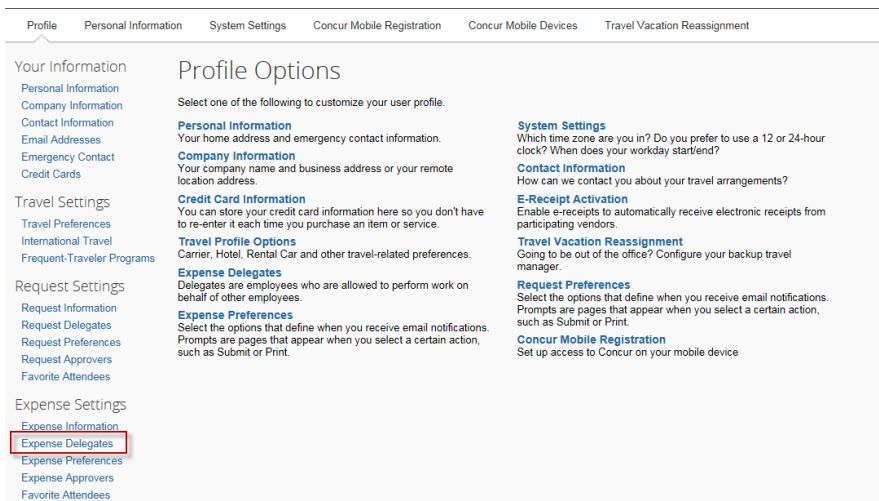 Profile Personal Information System Settings Concur Mobile Registration Concur Mobile Devices Travel Vacation Reassignment
Your Information
Personal Information
Company Information
Contact Information
Email Addresses
Emergency Contact
Credit Cards
Travel Settings
Travel Preferences
International Travel
Frequent-Traveler Programs
Request Settings
Request Information
Request Delegates
Request Preferences
Request Approvers
Favorite Attendees
Expense Settings
Expense Information
Expense Delegates
Expense Preferences
Expense Approvers
Favorite Attendees
Profile Options
Select one of the following to customize your user profile.
Personal Information
Your home address and emergency contact information.
Company Information
Your company name and business address or your remote
location address.
Credit Card Information
You can store your credit card information here so you don't have
to re-enter it each time you purchase an item or service.
Travel Profile Options
Carrier, Hotel, Rental Car and other travel-related preferences.
Expense Delegates
Delegates are employees who are allowed to perform work on
behalf of other employees.
Expense Preferences
Select the options that define when you receive email notifications.
Prompts are pages that appear when you select a certain action,
such as Submit or Print.
System Settings
Which time zone are you in? Do you prefer to use a 12 or 24-hour
clock? When does your workday start/end?
Contact Information
How can we contact you about your travel arrangements?
E-Receipt Activation
Enable e-receipts to automatically receive electronic receipts from
participating vendors.
Travel Vacation Reassignment
Going to be out of the office? Configure your backup travel
manager.
Request Preferences
Select the options that define when you receive email notifications.
Prompts are pages that appear when you select a certain action,
such as Submit or Print.
Concur Mobile Registration
Set up access to Concur on your mobile device